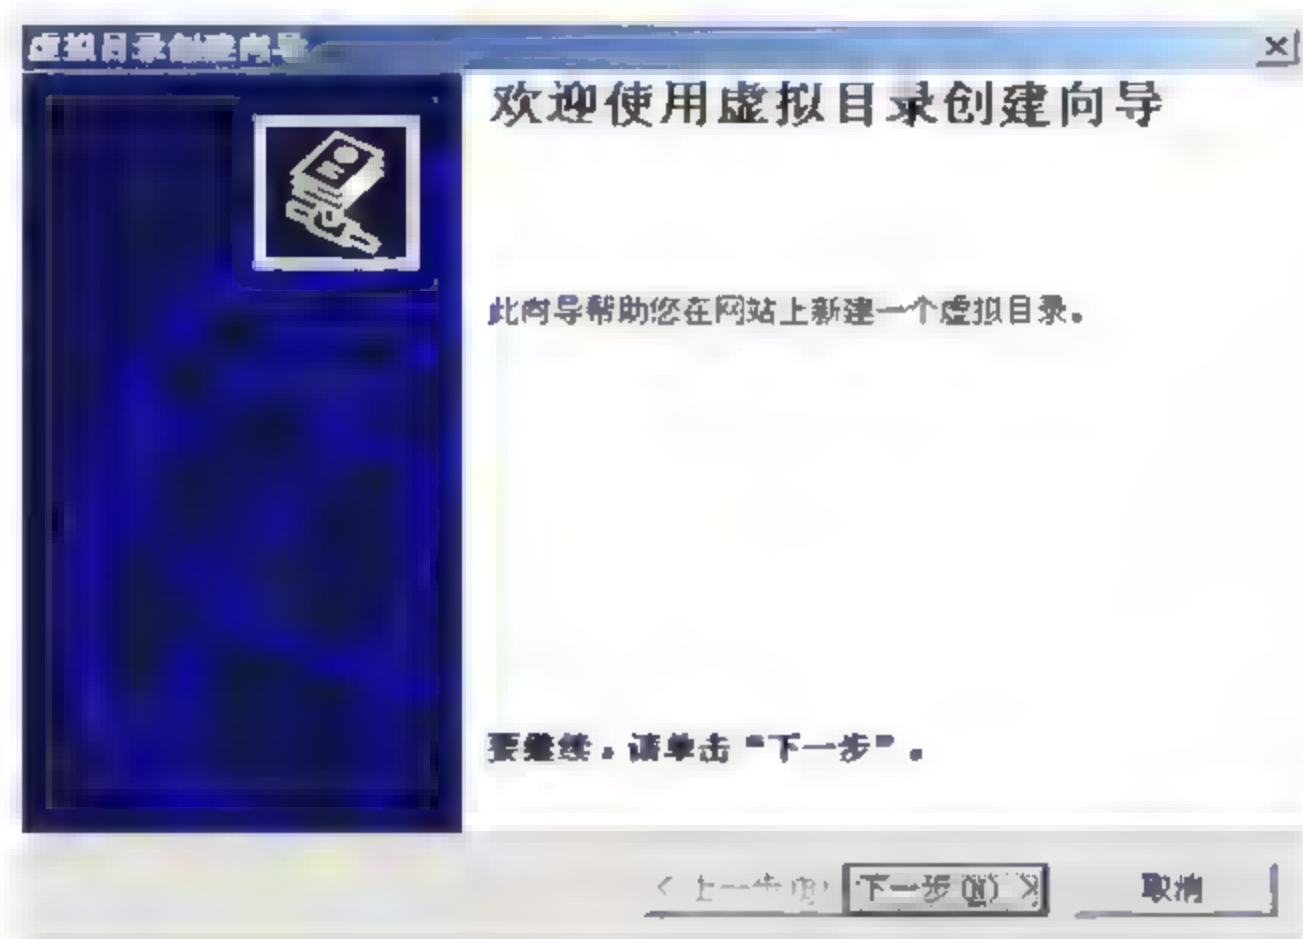 虚拟目录创建向导
欢迎使用虚拟目录创建向导
此向导帮助您在网站上新建一个虚拟目录。
要继续，请单击“下一步”。
< 上一步(B) 下一步(N) > 取消